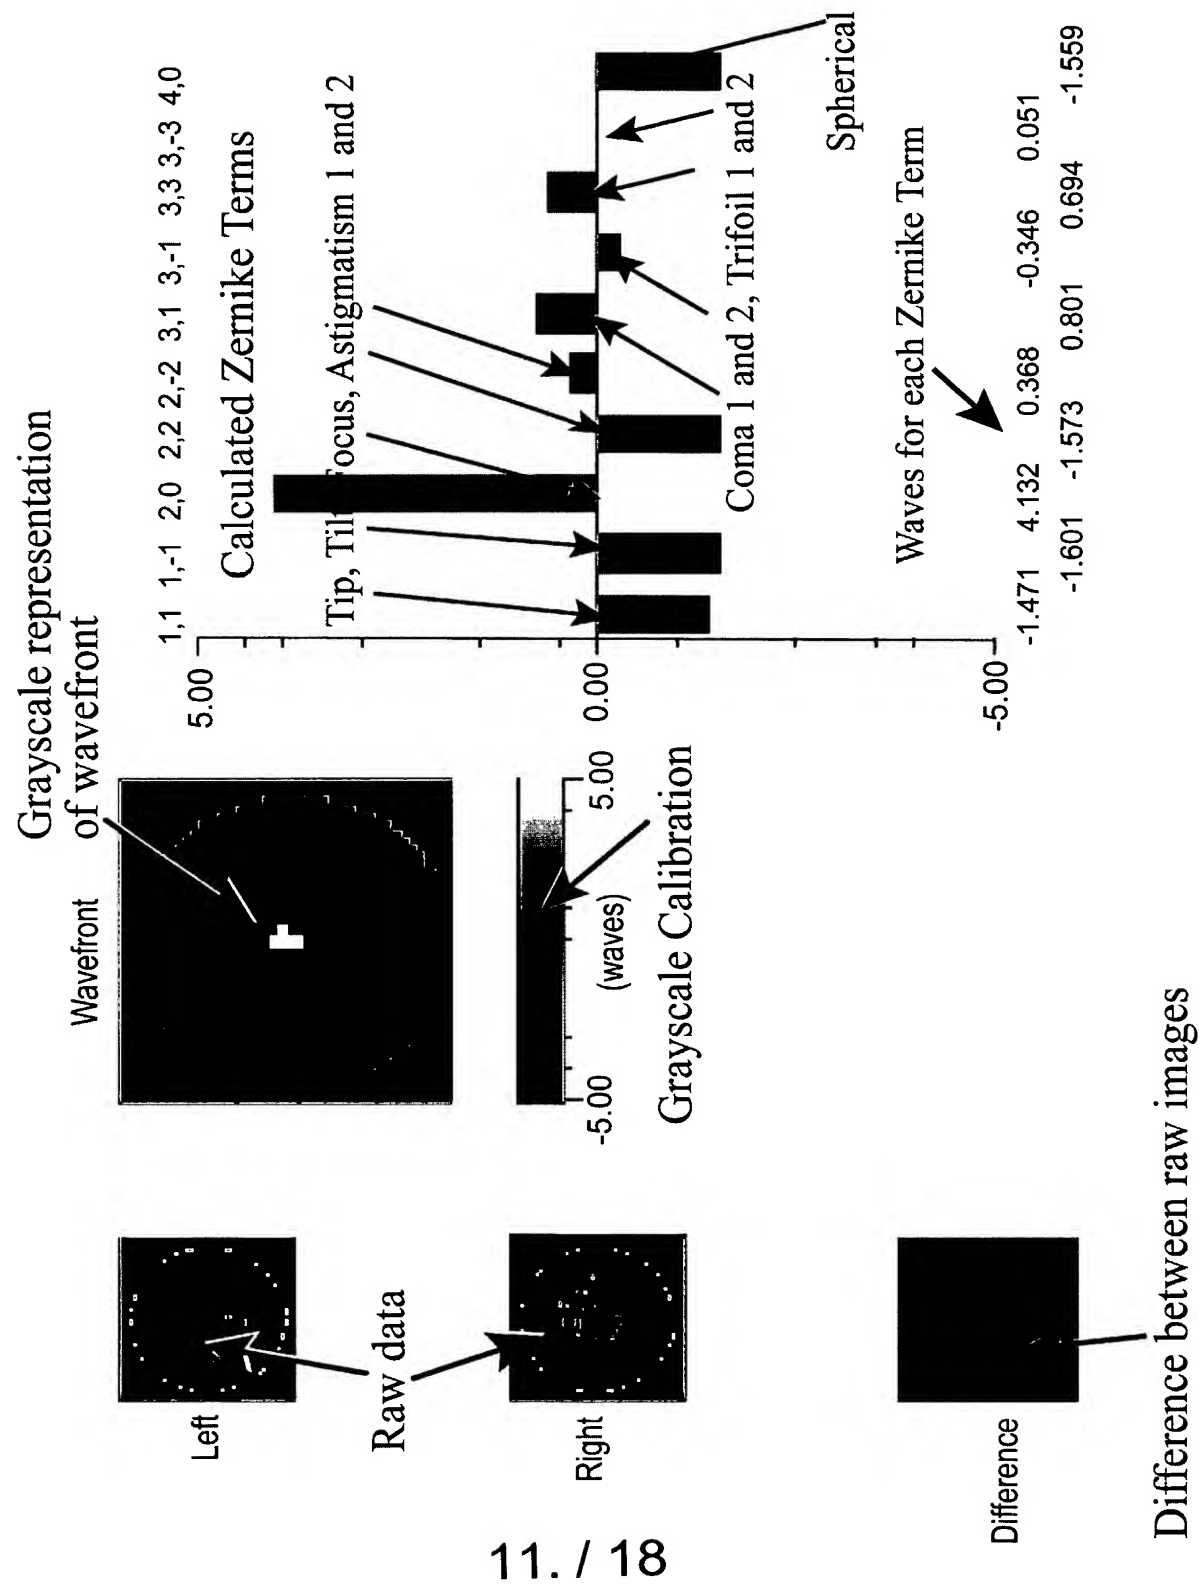 Grayscale representation
of wavefront
Wavefront
Left
Raw data
Right
-5.00
5.00
(waves)
Grayscale Calibration
Difference
Difference between raw images
1,1 1,-1 2,0 2,2 2,-2 3,1 3,-1 3,3 3,-3 4,0
Calculated Zernike Terms
5.00
0.00
-5.00
Tip, Tilt, Focus, Astigmatism 1 and 2
Coma 1 and 2, Trifoil 1 and 2
Spherical
Waves for each Zernike Term
-1.471 4.132 0.368 -0.346 0.051
-1.601 -1.573 0.801 0.694 -1.559
11. / 18